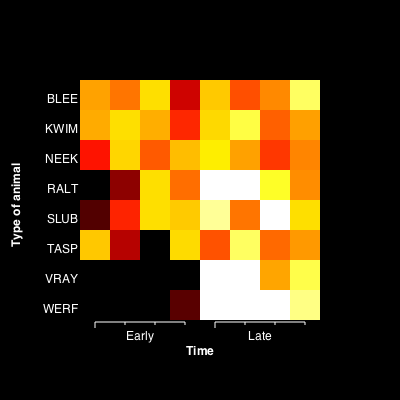 BLEE
KWIM
NEEK
RALT
SLUB
TASP
VRAY
WERF
Type of animal
Early Late
Time